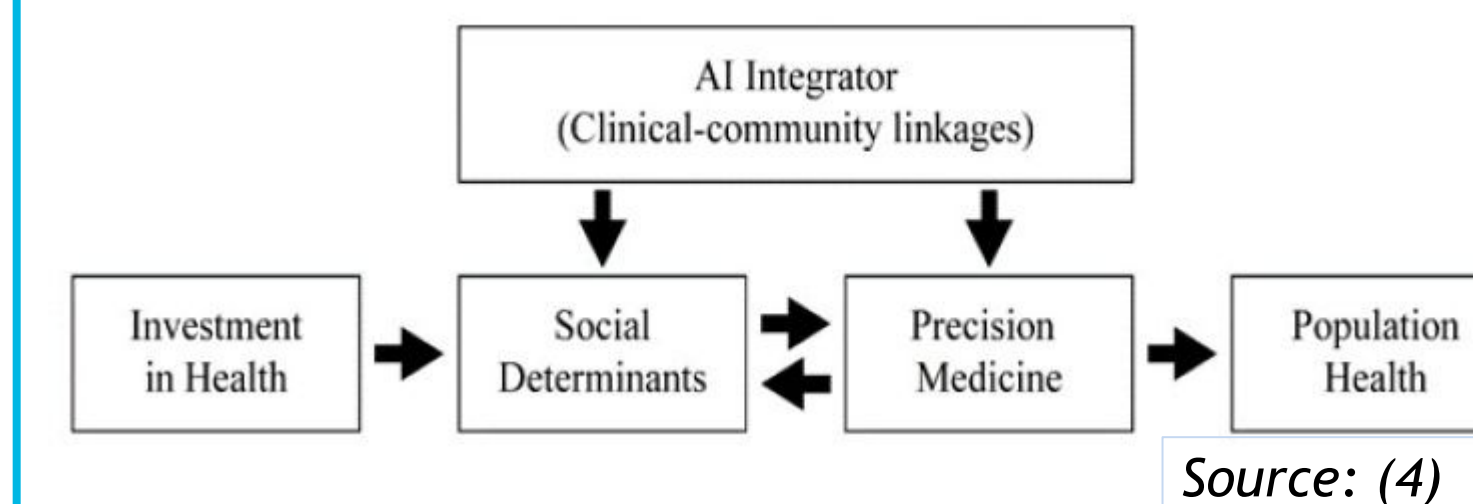 AI Integrator
(Clinical-community linkages)
Investment
in Health
Social
Determinants
Precision
Medicine
Population
Health
Source: (4)